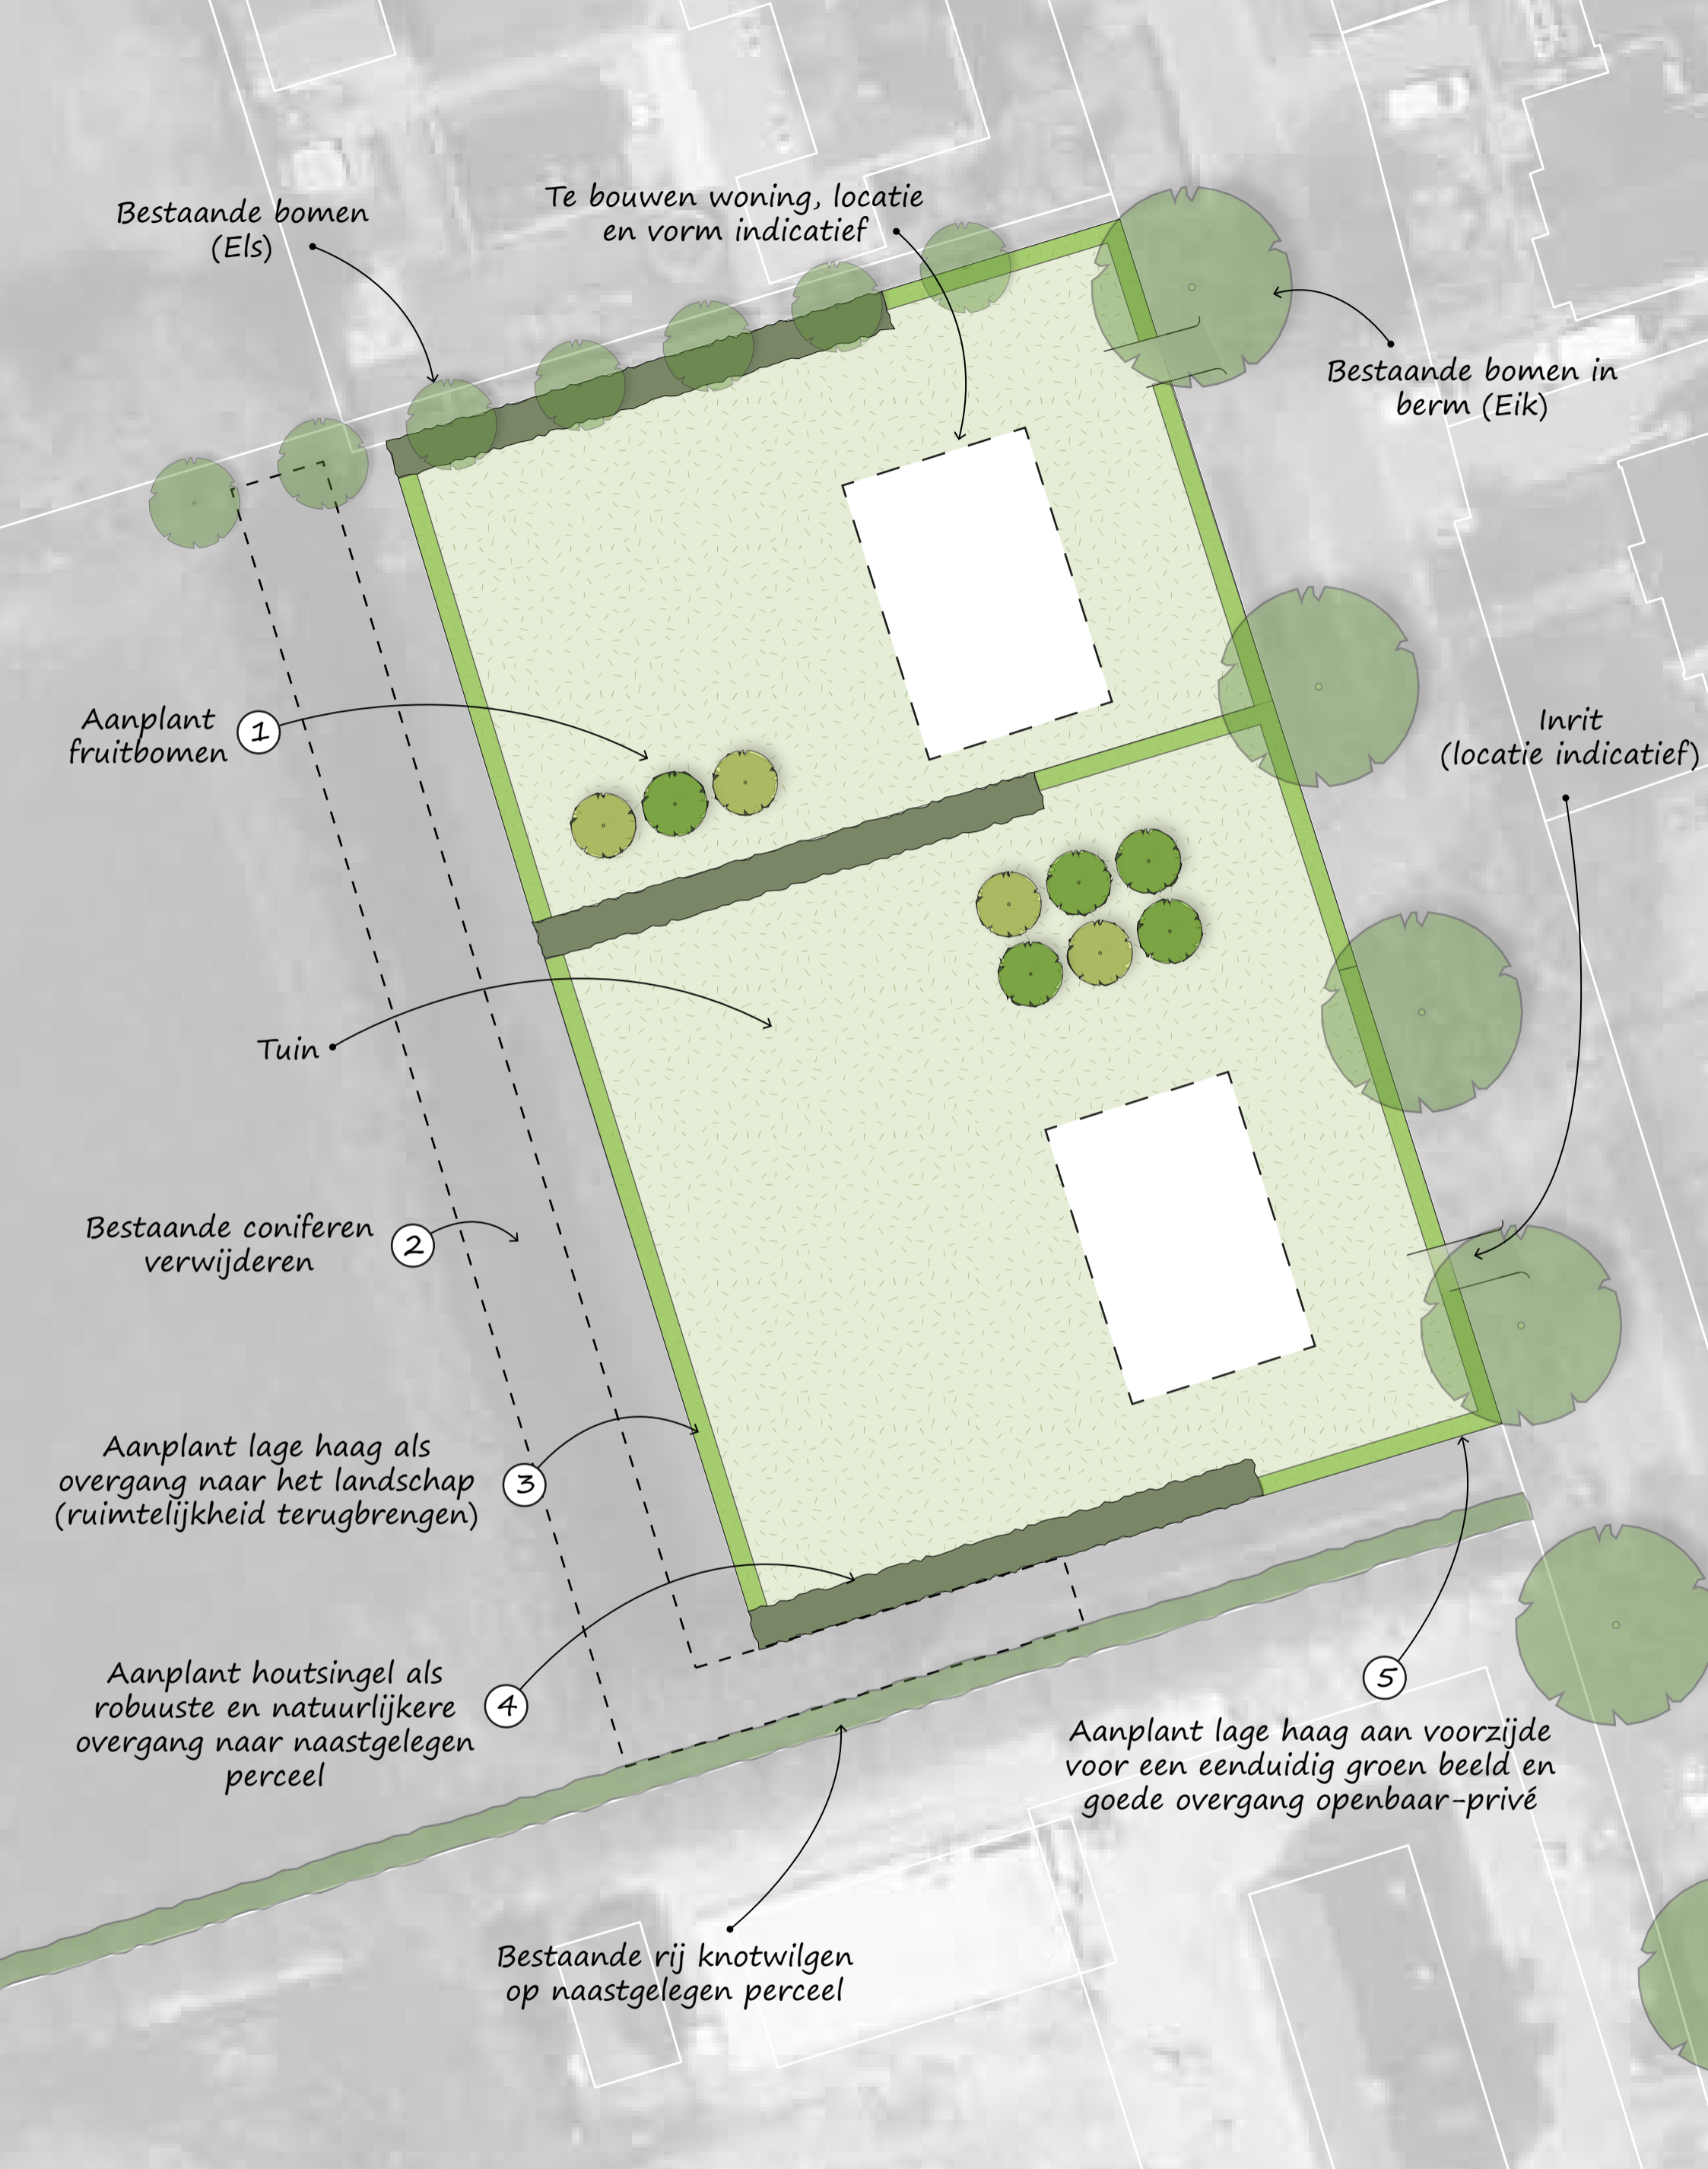 Bestaande bomen
(Els)
Te bouwen woning, locatie
en vorm indicatief
Bestaande bomen in
berm (Eik)
Aanplant
fruitbomen
1
Inrit
(locatie indicatief)
Tuin
Bestaande coniferen
verwijderen
2
Aanplant lage haag als
overgang naar het landschap
(ruimtelijkheid terugbrengen)
3
Aanplant houtsingel als
robuuste en natuurlijkere
overgang naar naastgelegen
perceel
4
5
Aanplant lage haag aan voorzijde
voor een eenduidig groen beeld en
goede overgang openbaar-privé
Bestaande rij knotwilgen
op naastgelegen perceel